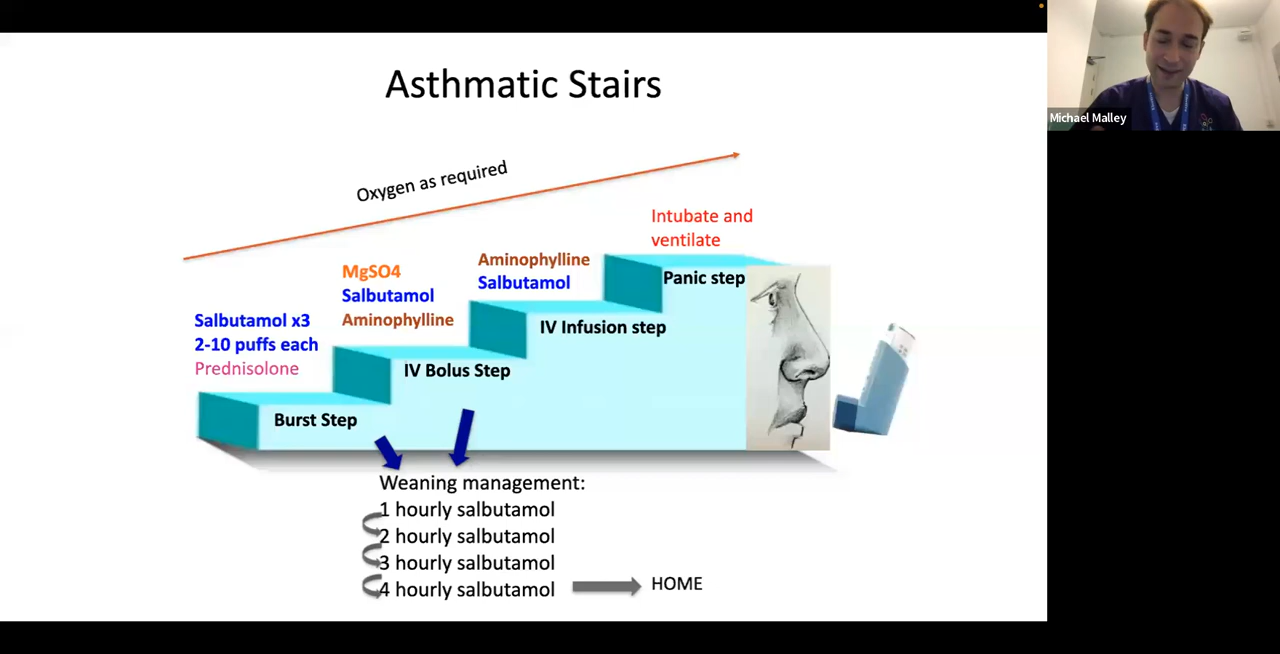 Asthmatic Stairs
Michael Malley
Oxygen as required
Intubate and
ventilate
Panic step
Aminophylline
Salbutamol
IV Infusion step
MgSO4
Salbutamol
Aminophylline
IV Bolus Step
Salbutamol x3
2-10 puffs each
Prednisolone
Burst Step
Weaning management:
1 hourly salbutamol
2 hourly salbutamol
3 hourly salbutamol
4 hourly salbutamol
HOME